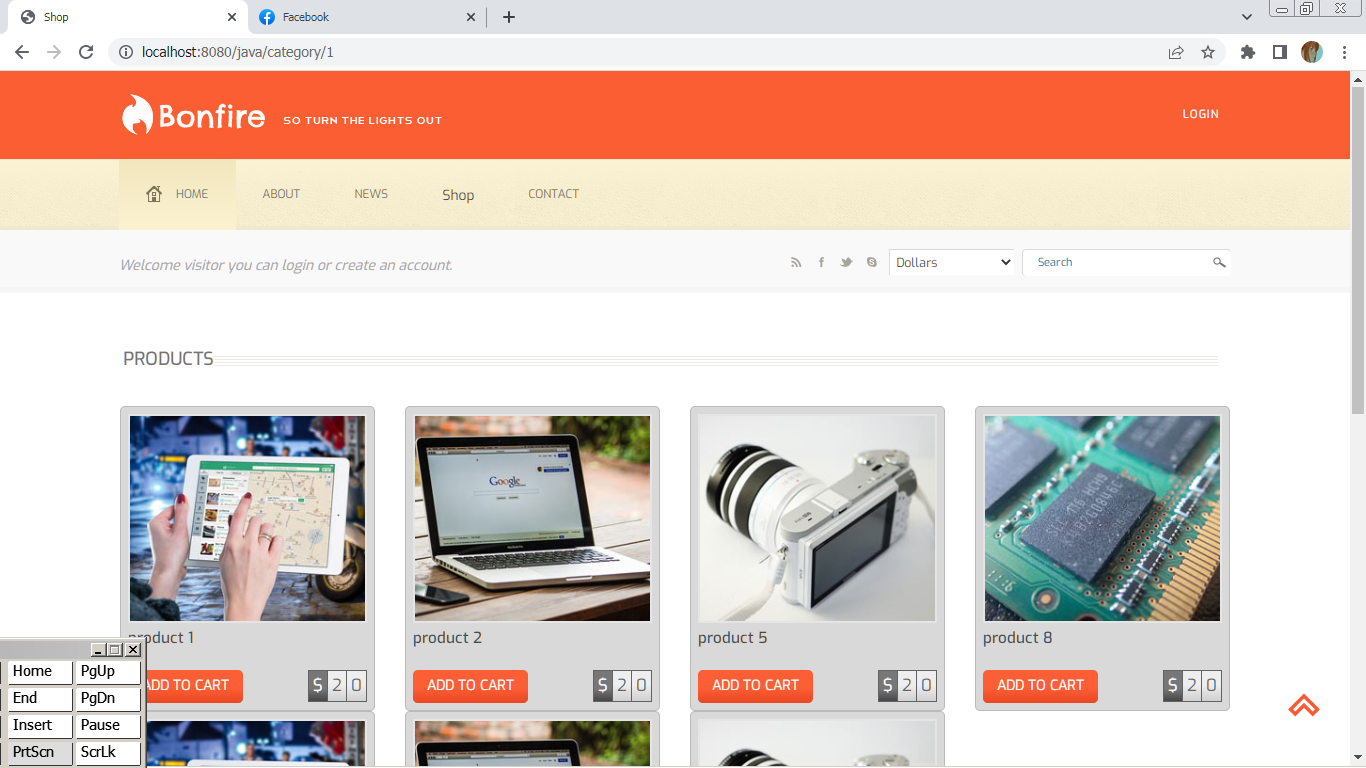 Shop
Facebook
localhost:8080/java/category/1
Bonfire SO TURN THE LIGHTS OUT
LOGIN
HOME ABOUT NEWS Shop CONTACT
Welcome visitor you can login or create an account.
Dollars Search
PRODUCTS
Google
product 1 product 2 product 5 product 8
ADD TO CART $ 2 0 ADD TO CART $ 2 0 ADD TO CART $ 2 0 ADD TO CART $ 2 0
Home PgUp
End PgDn
Insert Pause
PrtScn ScrLk